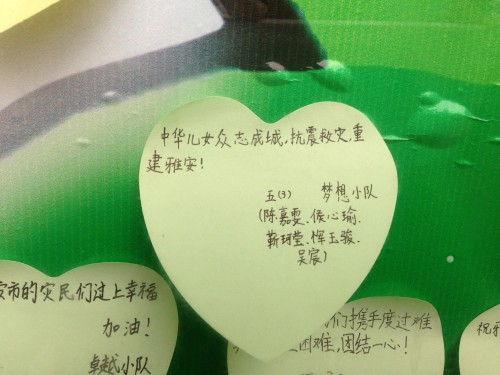 中华儿女众志成城,抗震救灾,重
建雅安!
五(3) 梦想小队
(陈嘉雯、侯心瑜、
靳珂莹、恽玉骏、
吴宸)
市的灾民们过上幸福
加油!
卓越小队
们携手度过难
困难,团结一心!
祝